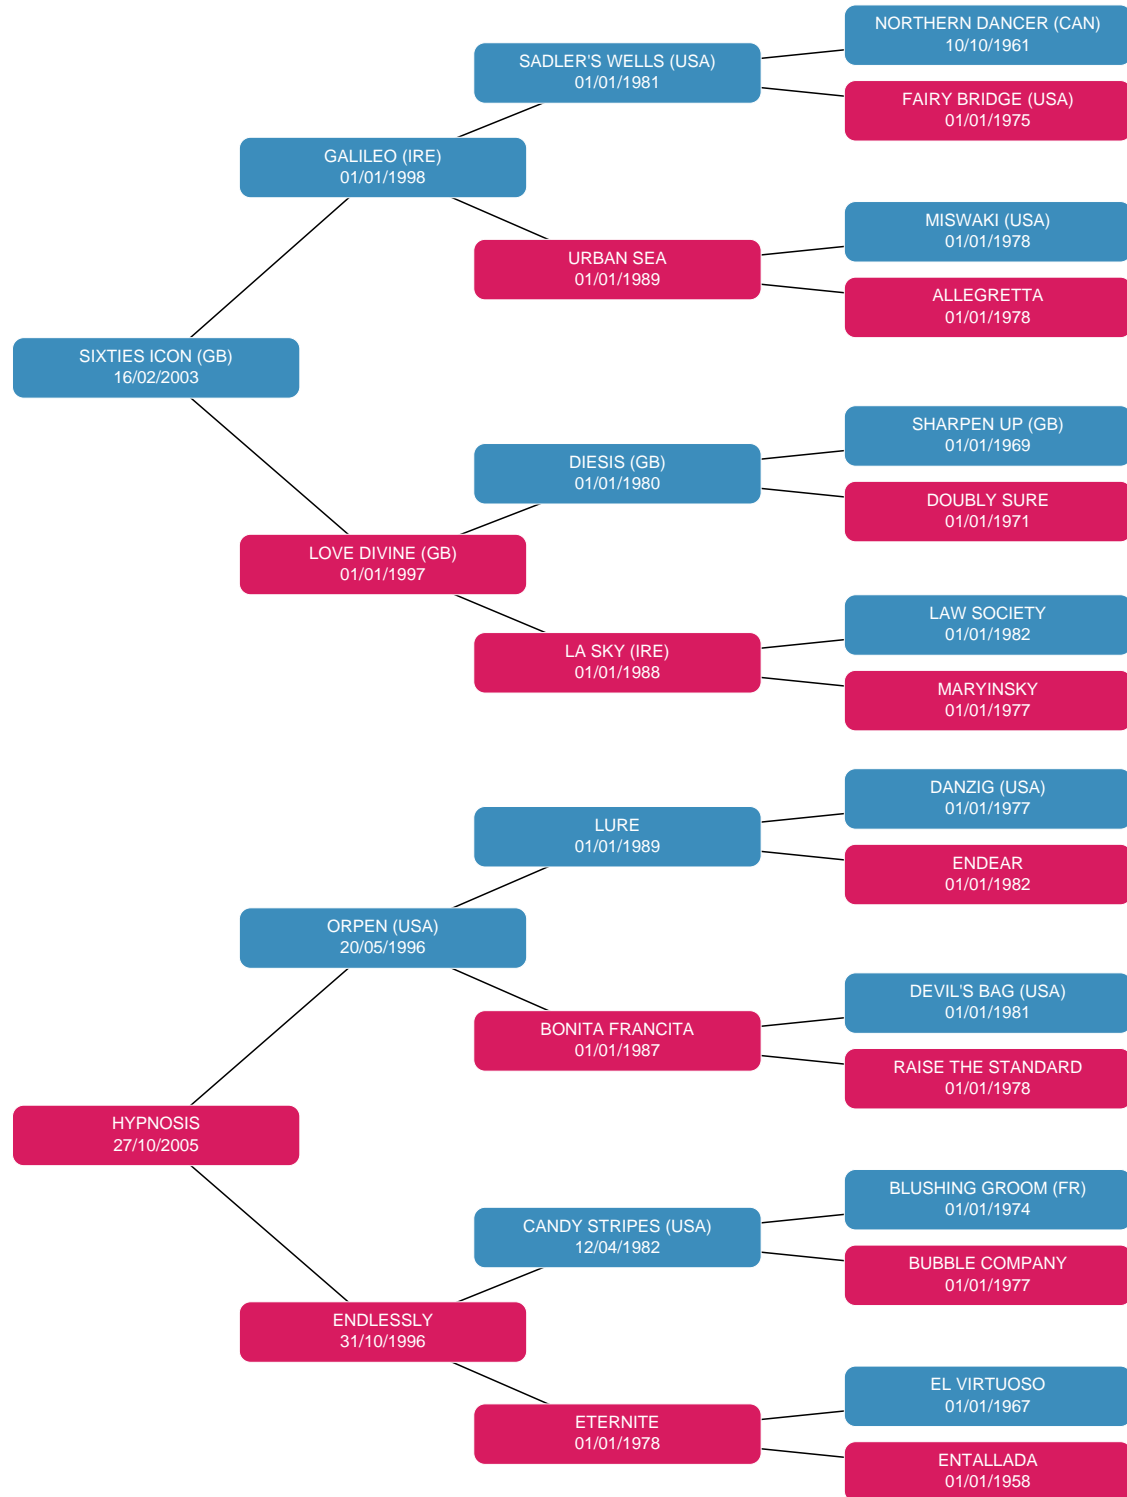 NORTHERN DANCER (CAN)
10/10/1961
SADLER'S WELLS (USA)
01/01/1981
FAIRY BRIDGE (USA)
01/01/1975
GALILEO (IRE)
01/01/1998
MISWAKI (USA)
01/01/1978
URBAN SEA
01/01/1989
ALLEGRETTA
01/01/1978
SIXTIES ICON (GB)
16/02/2003
SHARPEN UP (GB)
01/01/1969
DIESIS (GB)
01/01/1980
DOUBLY SURE
01/01/1971
LOVE DIVINE (GB)
01/01/1997
LAW SOCIETY
01/01/1982
LA SKY (IRE)
01/01/1988
MARYINSKY
01/01/1977
DANZIG (USA)
01/01/1977
LURE
01/01/1989
ENDEAR
01/01/1982
ORPEN (USA)
20/05/1996
DEVIL'S BAG (USA)
01/01/1981
BONITA FRANCITA
01/01/1987
RAISE THE STANDARD
01/01/1978
HYPNOSIS
27/10/2005
BLUSHING GROOM (FR)
01/01/1974
CANDY STRIPES (USA)
12/04/1982
BUBBLE COMPANY
01/01/1977
ENDLESSLY
31/10/1996
EL VIRTUOSO
01/01/1967
ETERNITE
01/01/1978
ENTALLADA
01/01/1958